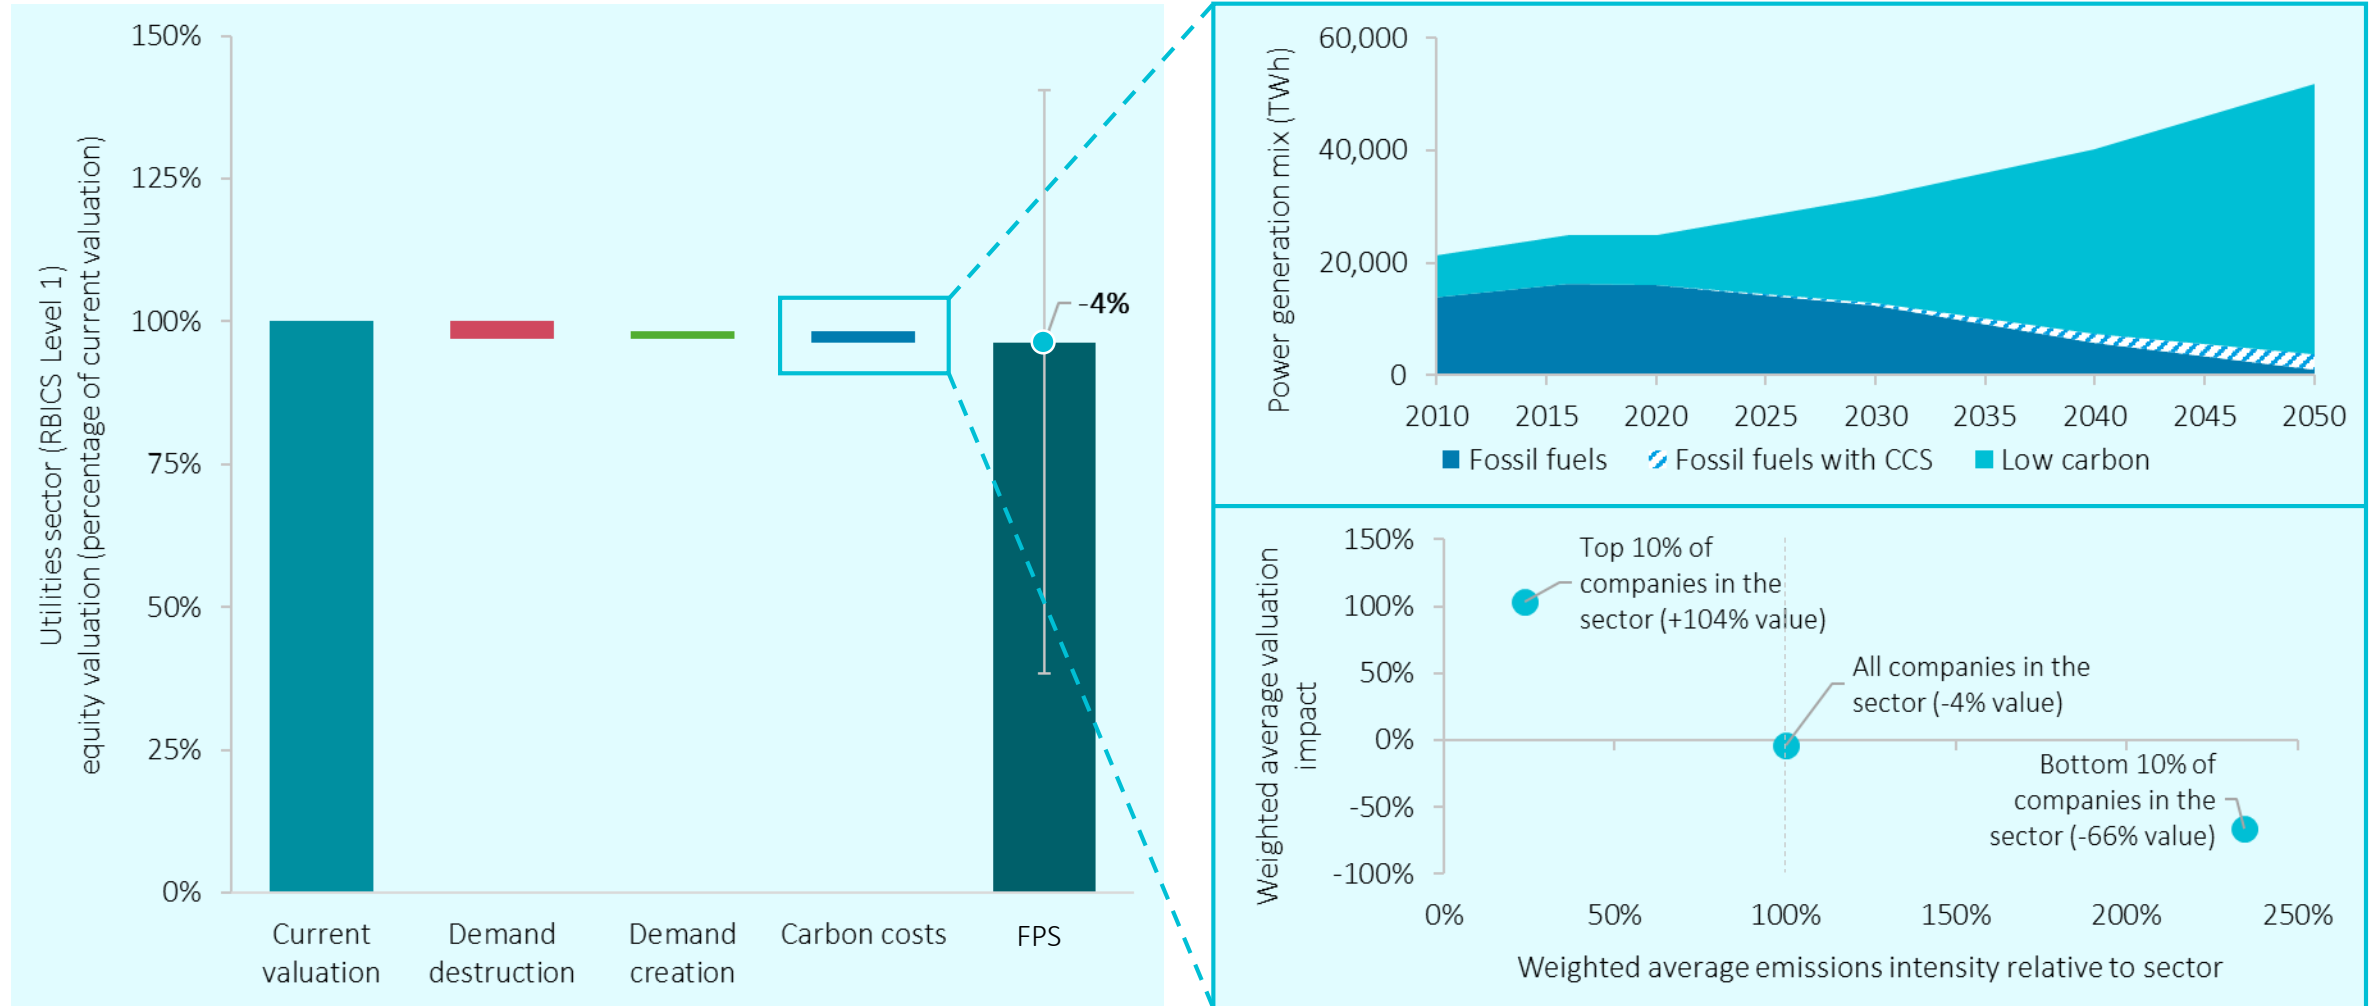 Utilities sector (RBICS Level 1)
equity valuation (percentage of current valuation)
150%
125%
100%
75%
50%
25%
0%
-4%
Current
valuation
Demand
destruction
Demand
creation
Carbon costs
FPS
Power generation mix (TWh)
60,000
40,000
20,000
0
2010
2015
2020
2025
2030
2035
2040
2045
2050
Fossil fuels
Fossil fuels with CCS
Low carbon
Weighted average valuation
impact
150%
100%
50%
0%
-50%
-100%
Top 10% of
companies in the
sector (+104% value)
All companies in the
sector (-4% value)
Bottom 10% of
companies in the
sector (-66% value)
0%
50%
100%
150%
200%
250%
Weighted average emissions intensity relative to sector